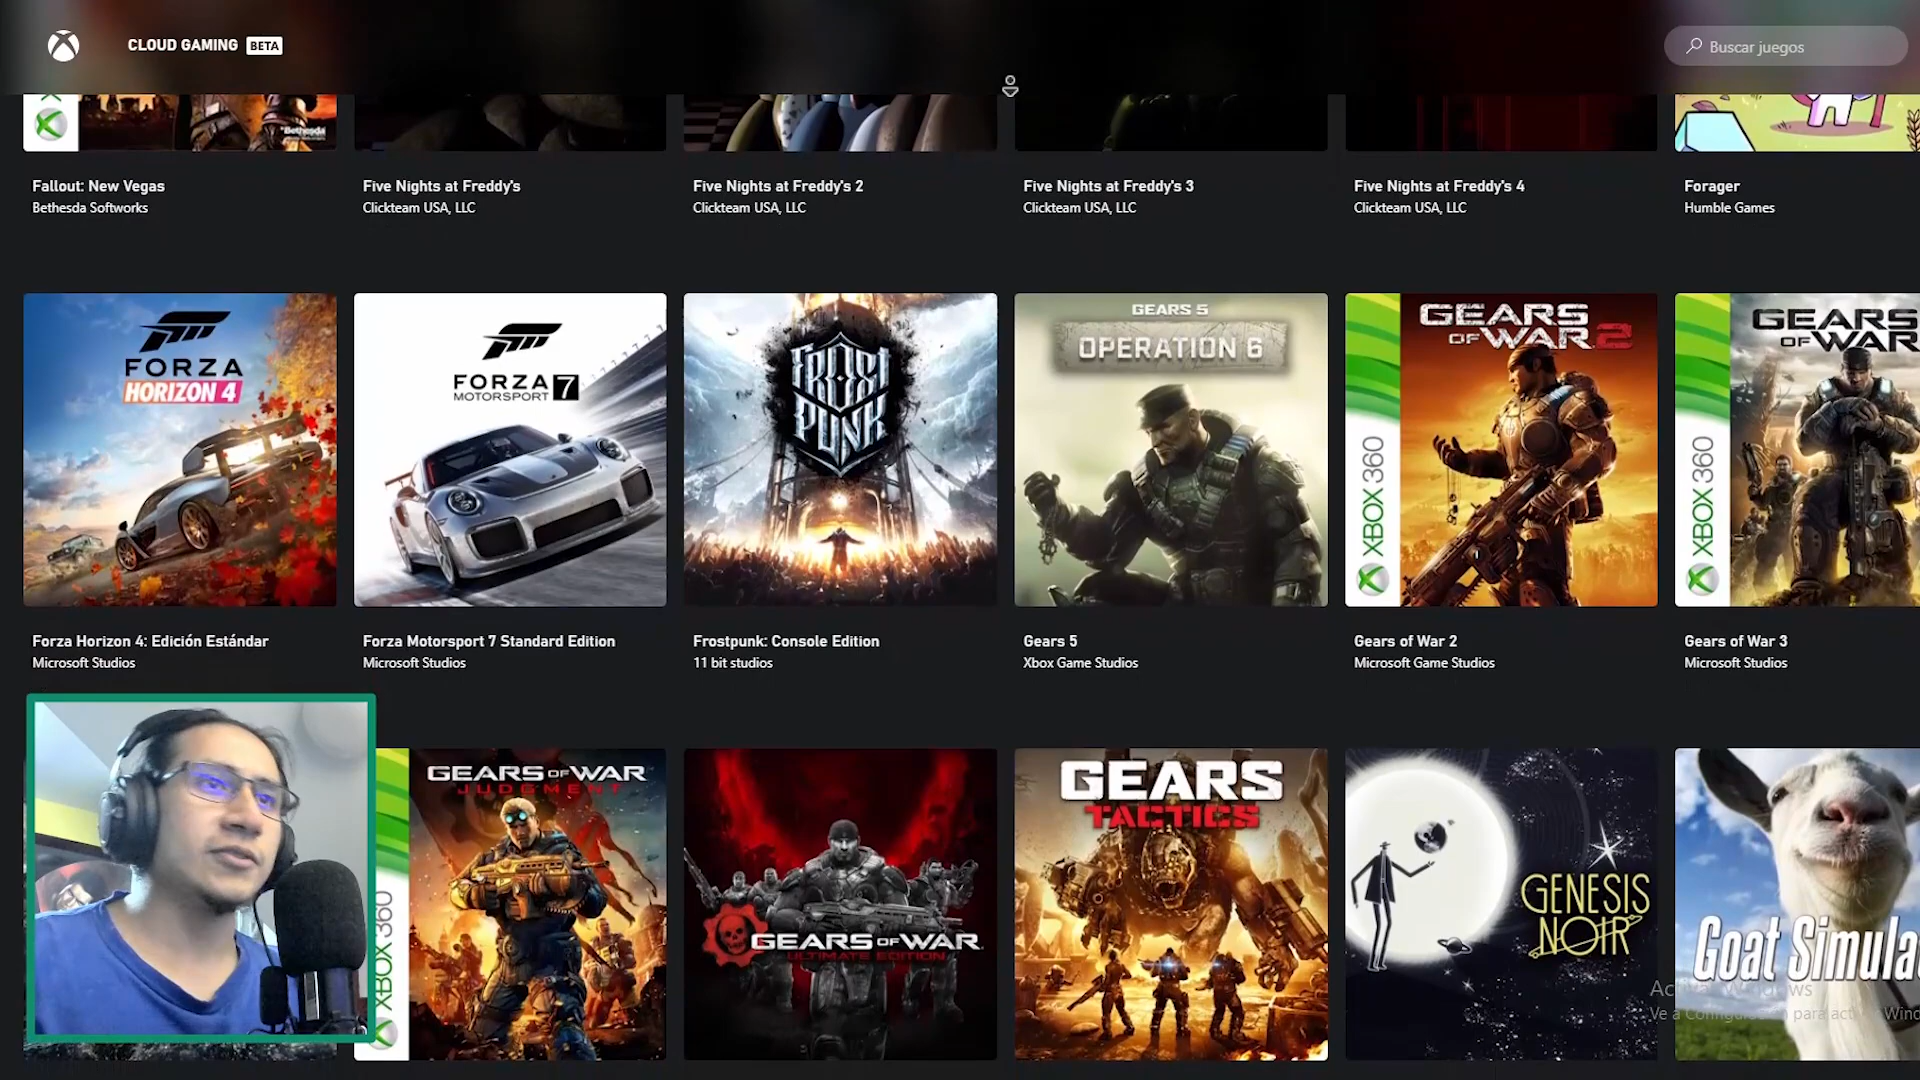 CLOUD GAMING BETA
Buscar juegos
Bethesda
Fallout: New Vegas
Bethesda Softworks
Five Nights at Freddy's
Clickteam USA, LLC
Five Nights at Freddy's 2
Clickteam USA, LLC
Five Nights at Freddy's 3
Clickteam USA, LLC
Five Nights at Freddy's 4
Clickteam USA, LLC
Forager
Humble Games
FORZA
HORIZON 4
FORZA
MOTORSPORT 7
FROST
PUNK
GEARS 5
OPERATION 6
XBOX 360
GEARS
OF WAR 2
XBOX 360
GEARS
OF WAR
Forza Horizon 4: Edición Estándar
Microsoft Studios
Forza Motorsport 7 Standard Edition
Microsoft Studios
Frostpunk: Console Edition
11 bit studios
Gears 5
Xbox Game Studios
Gears of War 2
Microsoft Game Studios
Gears of War 3
Microsoft Studios
XBOX 360
GEARS OF WAR
JUDGMENT
GEARS OF WAR
ULTIMATE EDITION
GEARS
TACTICS
GENESIS
NOIR
Goat Simula